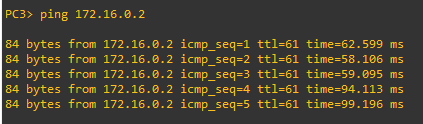 PC3> ping 172.16.0.2
84 bytes from 172.16.0.2 icmp_seq=1 ttl=61 time=62.599 ms
84 bytes from 172.16.0.2 icmp_seq=2 ttl=61 time=58.106 ms
84 bytes from 172.16.0.2 icmp_seq=3 ttl=61 time=59.095 ms
84 bytes from 172.16.0.2 icmp_seq=4 ttl=61 time=94.113 ms
84 bytes from 172.16.0.2 icmp_seq=5 ttl=61 time=99.196 ms